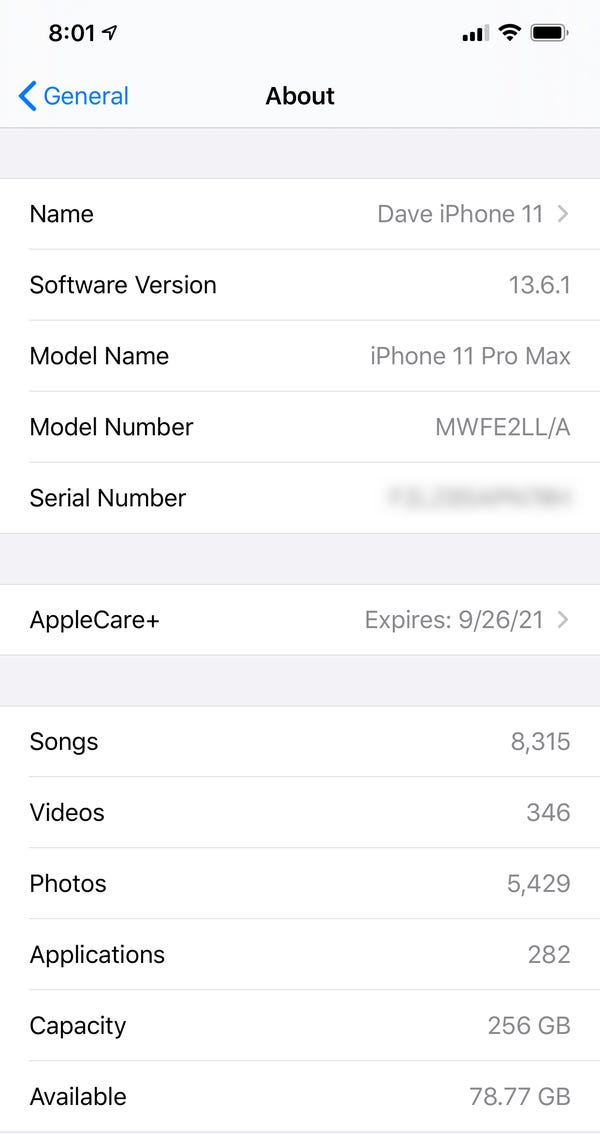 8:01
General About
Name Dave iPhone 11
Software Version 13.6.1
Model Name iPhone 11 Pro Max
Model Number MWFE2LL/A
Serial Number
AppleCare+ Expires: 9/26/21
Songs 8,315
Videos 346
Photos 5,429
Applications 282
Capacity 256 GB
Available 78.77 GB